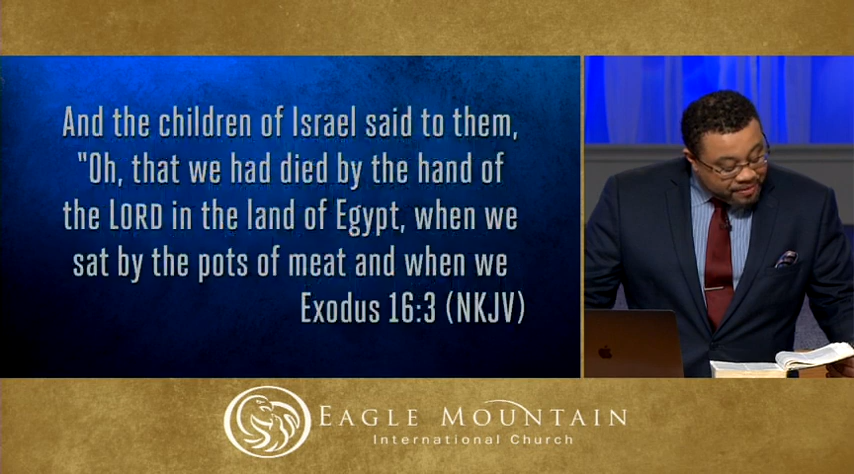 And the children of Israel said to them,
"Oh, that we had died by the hand of
the LORD in the land of Egypt, when we
sat by the pots of meat and when we
Exodus 16:3 (NKJV)
EAGLE MOUNTAIN
International Church